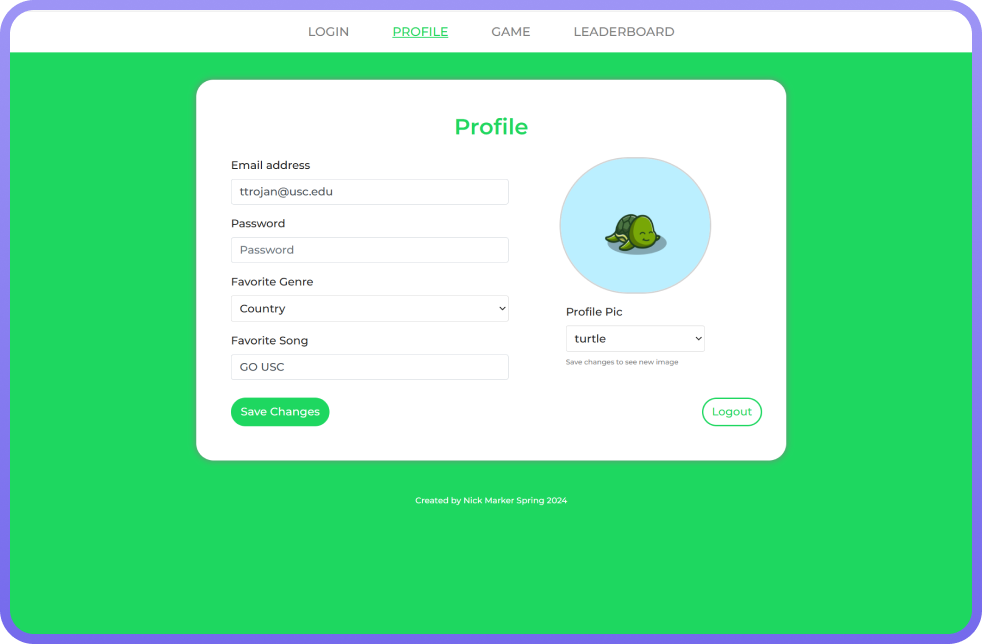 LOGIN PROFILE GAME LEADERBOARD
Profile
Email address
ttrojan@usc.edu
Password
Password
Favorite Genre
Country
Favorite Song
GO USC
Profile Pic
turtle
Save changes to see new image
Save Changes
Logout
Created by Nick Marker Spring 2024